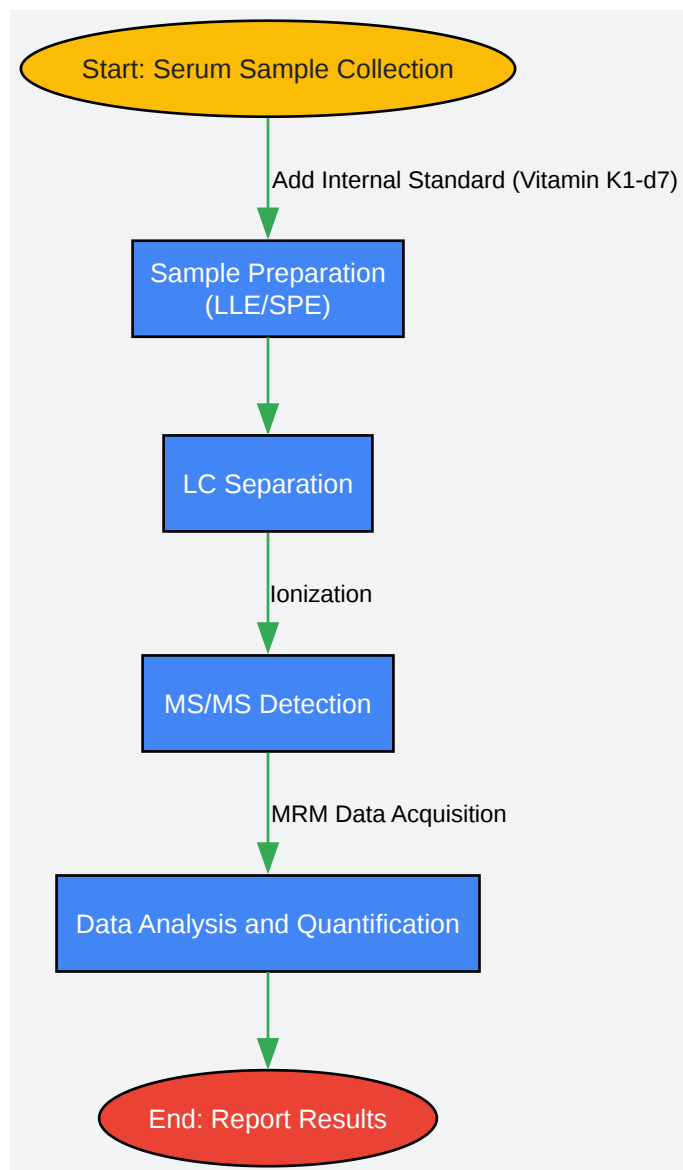 Start: Serum Sample Collection
Add Internal Standard (Vitamin K1-d7)
Sample Preparation
(LLE/SPE)
LC Separation
Ionization
MS/MS Detection
MRM Data Acquisition
Data Analysis and Quantification
End: Report Results